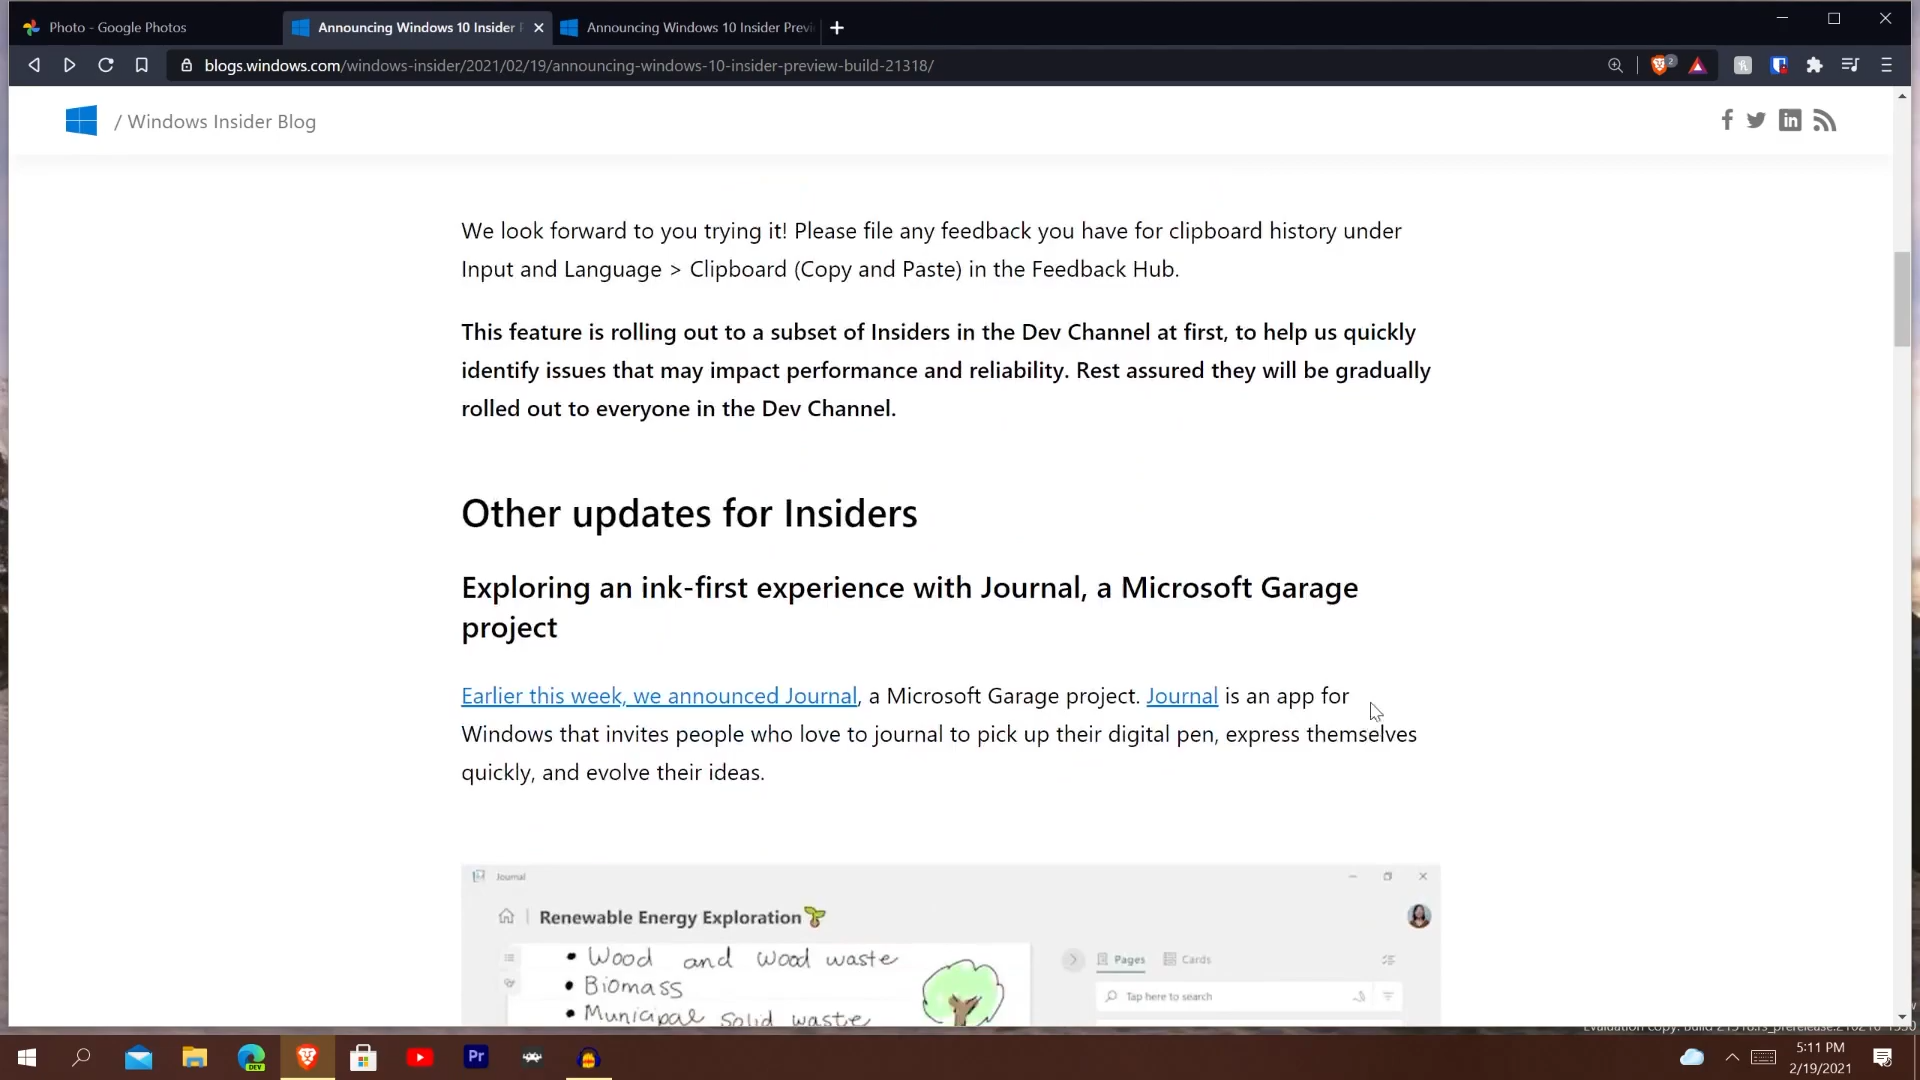 Photo - Google Photos
Announcing Windows 10 Insider
Announcing Windows 10 Insider Previ
blogs.windows.com/windows-insider/2021/02/19/announcing-windows-10-insider-preview-build-21318/
2
/ Windows Insider Blog
We look forward to you trying it! Please file any feedback you have for clipboard history under
Input and Language > Clipboard (Copy and Paste) in the Feedback Hub.
This feature is rolling out to a subset of Insiders in the Dev Channel at first, to help us quickly
identify issues that may impact performance and reliability. Rest assured they will be gradually
rolled out to everyone in the Dev Channel.
Other updates for Insiders
Exploring an ink-first experience with Journal, a Microsoft Garage
project
Earlier this week, we announced Journal, a Microsoft Garage project. Journal is an app for
Windows that invites people who love to journal to pick up their digital pen, express themselves
quickly, and evolve their ideas.
Journal
Renewable Energy Exploration
• Wood and wood waste
• Biomass
• Municipal solid waste
Pages
Cards
Tap here to search
DEV
Pr
5:11 PM
2/19/2021